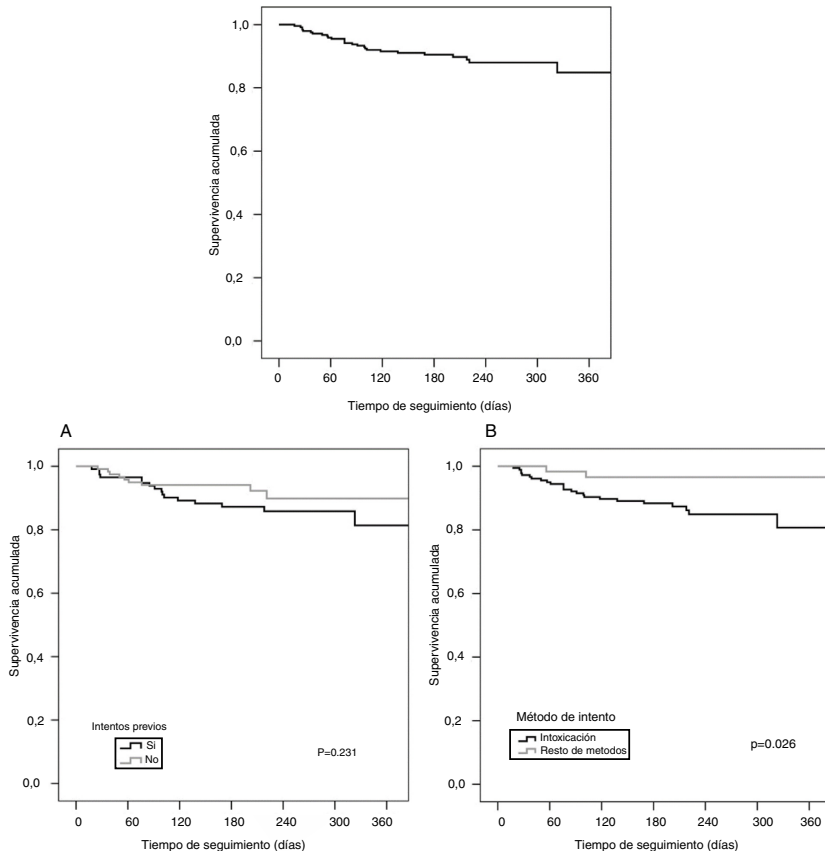 1,0
0,8
0,6
0,4
0,2
0,0
Supervivencia acumulada
0 60 120 180 240 300 360
Tiempo de seguimiento (días)
A
1,0
0,8
0,6
0,4
0,2
0,0
Supervivencia acumulada
Intentos previos
Si
No
P=0.231
0 60 120 180 240 300 360
Tiempo de seguimiento (días)
B
1,0
0,8
0,6
0,4
0,2
0,0
Supervivencia acumulada
Método de intento
Intoxicación
Resto de metodos
p=0.026
0 60 120 180 240 300 360
Tiempo de seguimiento (días)